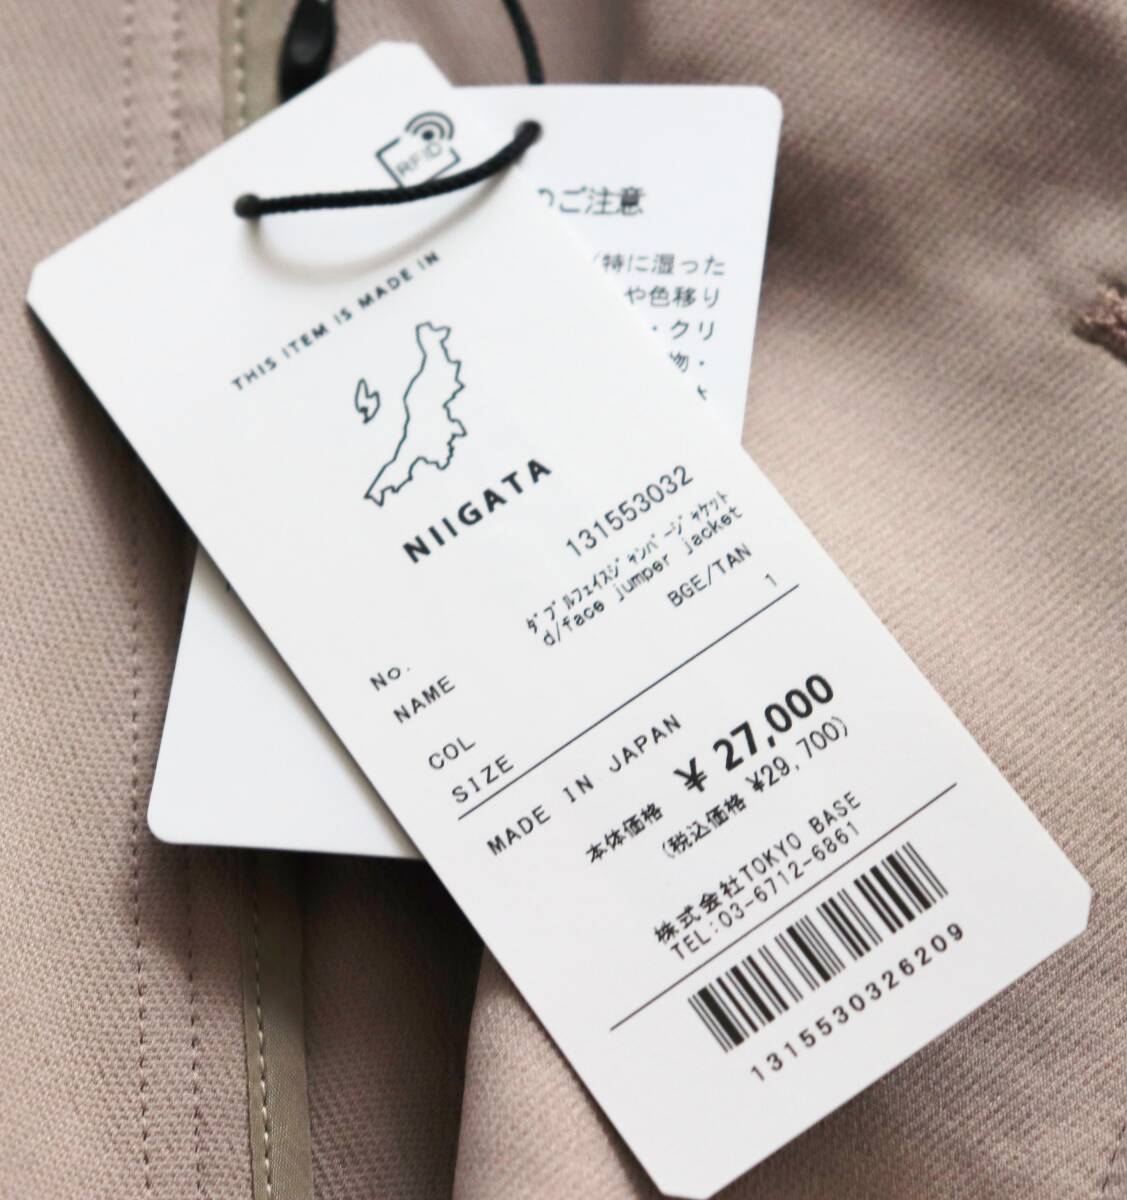 RFID
THIS ITEM IS MADE IN
NIIGATA
No. 131553032
NAME ﾀﾞﾌﾞﾙﾌｪｲｽｼﾞｬﾝﾊﾟｰｼﾞｬｹｯﾄ
d/face jumper jacket
COL BGE/TAN
SIZE 1
MADE IN JAPAN
本体価格 ¥ 27,000
(税込価格 ¥29,700)
株式会社TOKYO BASE
TEL:03-6712-6861
1315530326209
のご注意
(特に湿った
や色移り
・クリ
物・